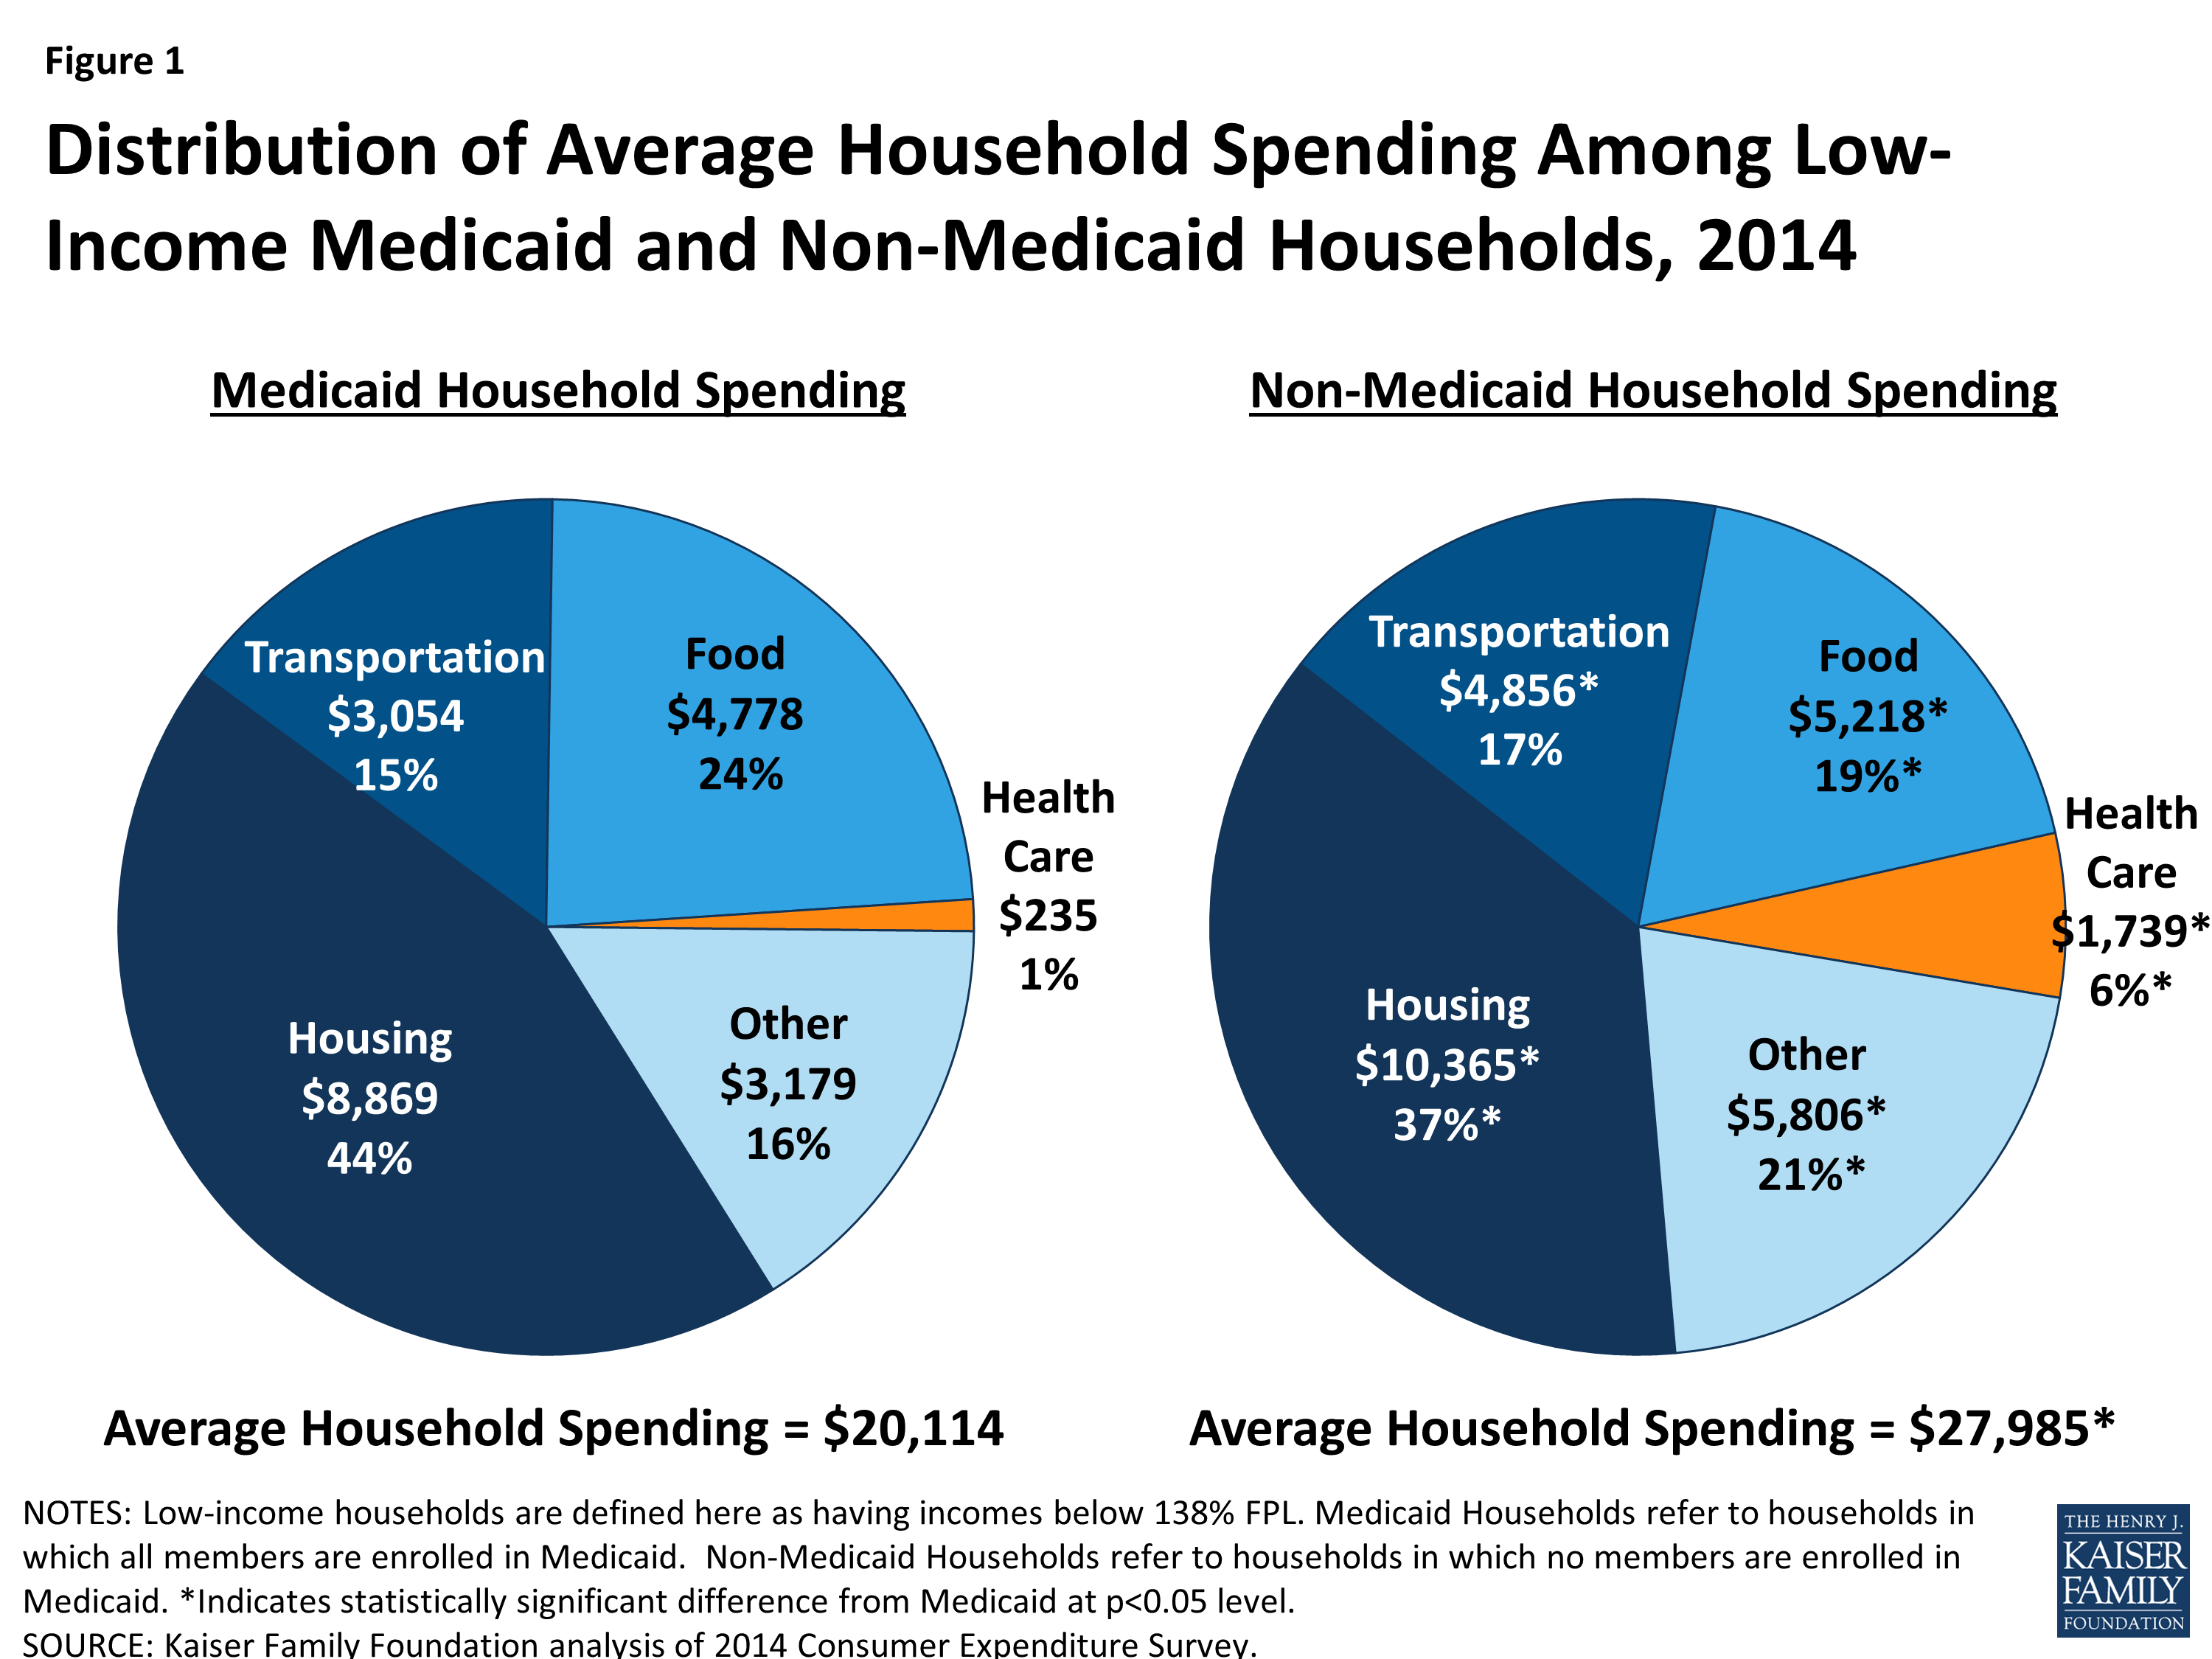 Figure 1
Distribution of Average Household Spending Among Low-
Income Medicaid and Non-Medicaid Households, 2014
Medicaid Household Spending
Transportation
$3,054
15%
Food
$4,778
24%
Health
Care
$235
1%
Housing
$8,869
44%
Other
$3,179
16%
Average Household Spending = $20,114
Non-Medicaid Household Spending
Transportation
$4,856*
17%
Food
$5,218*
19%*
Health
Care
$1,739*
6%*
Housing
$10,365*
37%*
Other
$5,806*
21%*
Average Household Spending = $27,985*
NOTES: Low-income households are defined here as having incomes below 138% FPL. Medicaid Households refer to households in
which all members are enrolled in Medicaid.  Non-Medicaid Households refer to households in which no members are enrolled in
Medicaid. *Indicates statistically significant difference from Medicaid at p<0.05 level.
SOURCE: Kaiser Family Foundation analysis of 2014 Consumer Expenditure Survey.
THE HENRY J.
KAISER
FAMILY
FOUNDATION